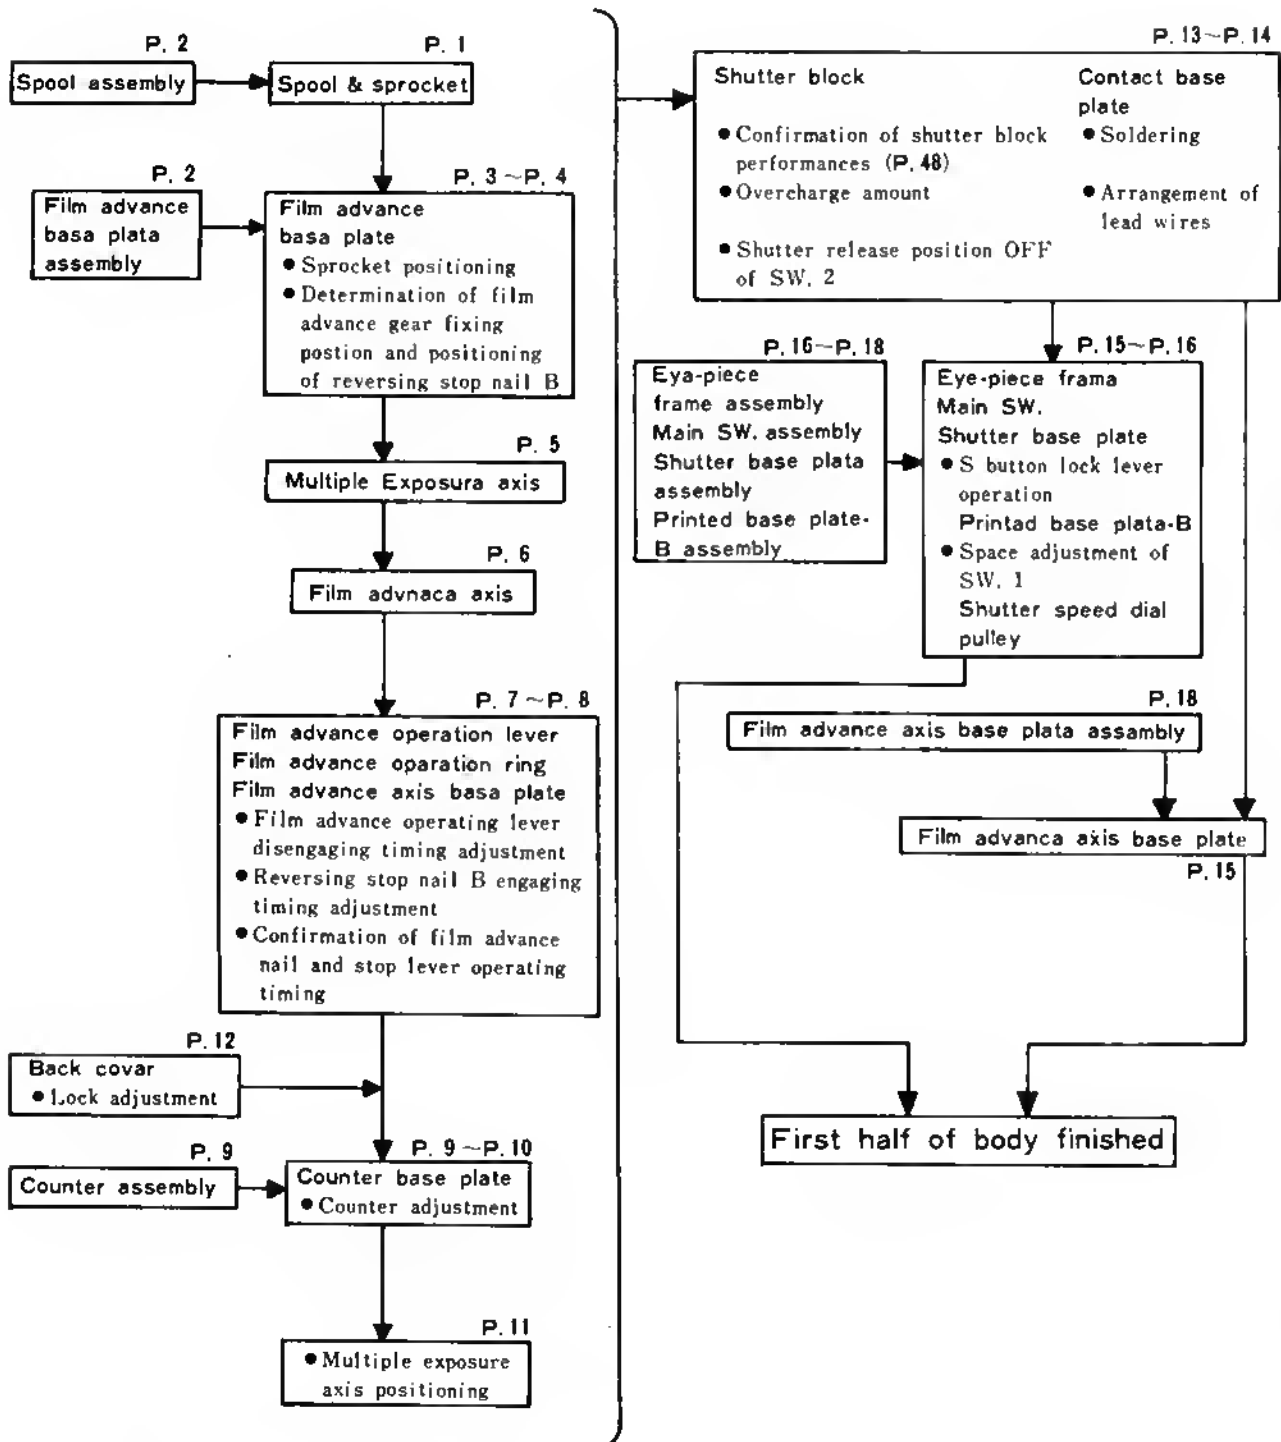 P. 2
Spool assembly
P. 1
Spool & sprocket
P. 2
Film advance
basa plata
assembly
P. 3 ~P. 4
Film advance
basa plate
● Sprocket positioning
● Determination of film
advance gear fixing
postion and positioning
of reversing stop nail B
P. 5
Multiple Exposura axis
P. 6
Film advnaca axis
P. 7 ~P. 8
Film advance operation lever
Film advance oparation ring
Film advance axis basa plate
● Film advance operating lever
disengaging timing adjustment
● Reversing stop nail B engaging
timing adjustment
● Confirmation of film advance
nail and stop lever operating
timing
P. 12
Back covar
● Lock adjustment
P. 9
Counter assembly
P. 9 ~P. 10
Counter base plate
● Counter adjustment
P. 11
● Multiple exposure
axis positioning
P. 13~P. 14
Shutter block
● Confirmation of shutter block
performances (P. 48)
● Overcharge amount
● Shutter release position OFF
of SW. 2
Contact base
plate
● Soldering
● Arrangement of
lead wires
P. 16~P. 18
Eya-piece
frame assembly
Main SW. assembly
Shutter base plata
assembly
Printed base plate-
B assembly
P. 15~P. 16
Eye-piece frama
Main SW.
Shutter base plate
● S button lock lever
operation
Printad base plata-B
● Space adjustment of
SW. 1
Shutter speed dial
pulley
P. 18
Film advance axis base plata assambly
Film advanca axis base plate
P. 15
First half of body finished